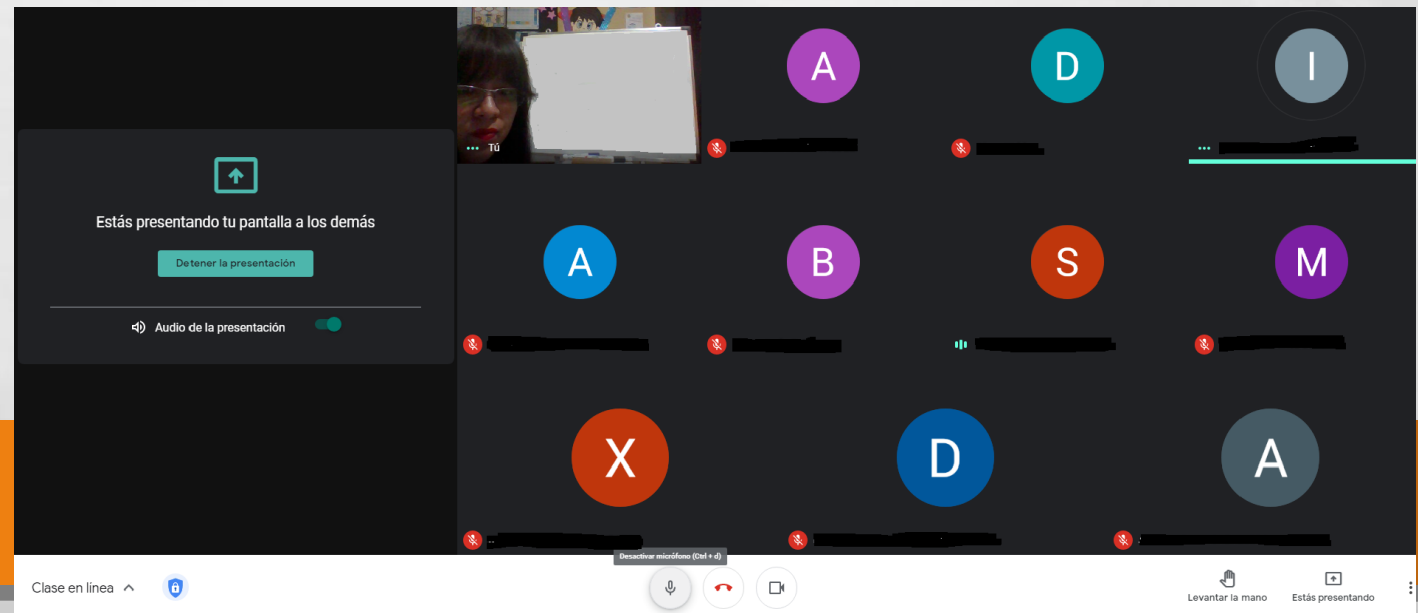 Tú
A
D
I
Estás presentando tu pantalla a los demás
Detener la presentación
Audio de la presentación
A
B
S
M
X
D
A
Desactivar micrófono (Ctrl + d)
Clase en línea
Levantar la mano
Estás presentando